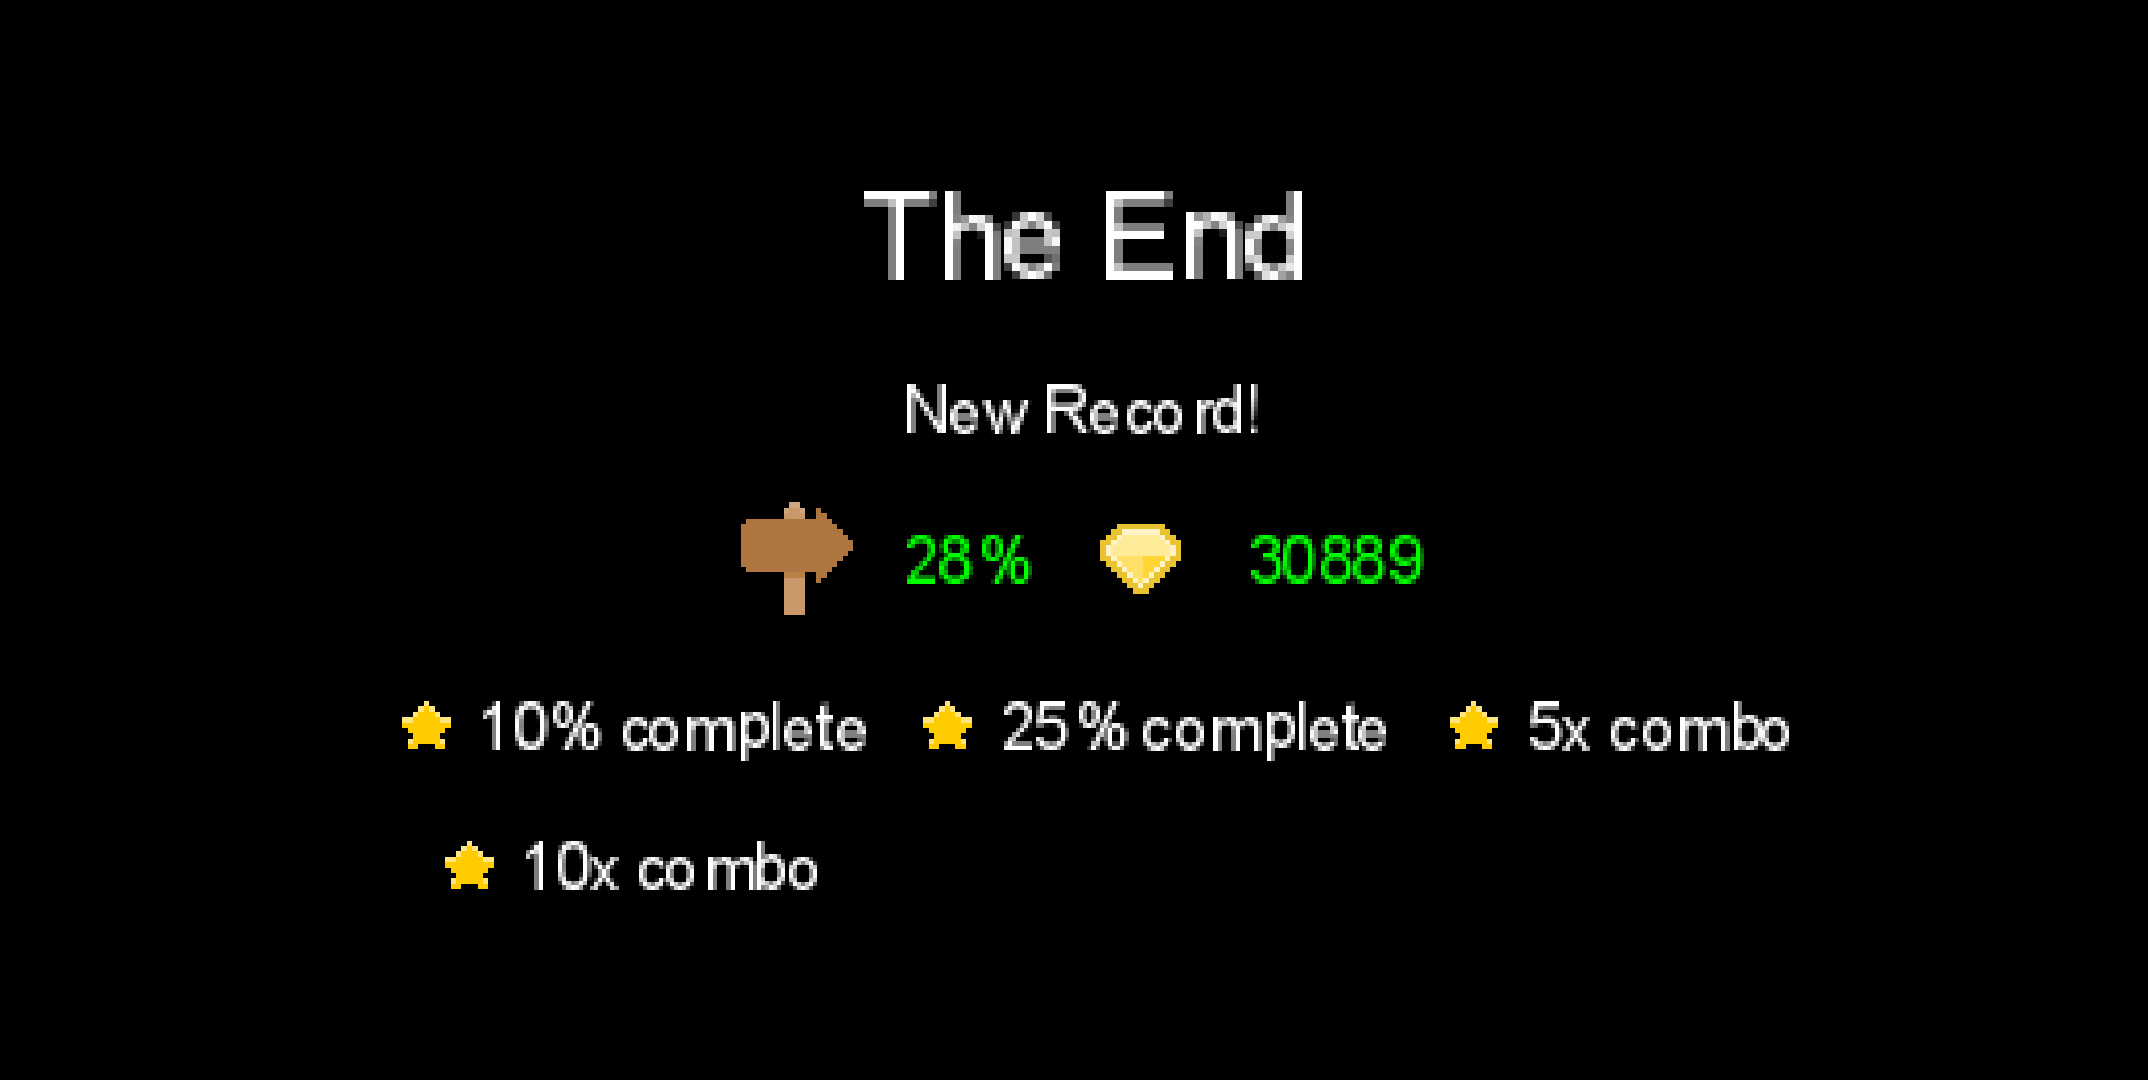 The End
New Record!
28% 30889
10% complete 25% complete 5x combo
10x combo